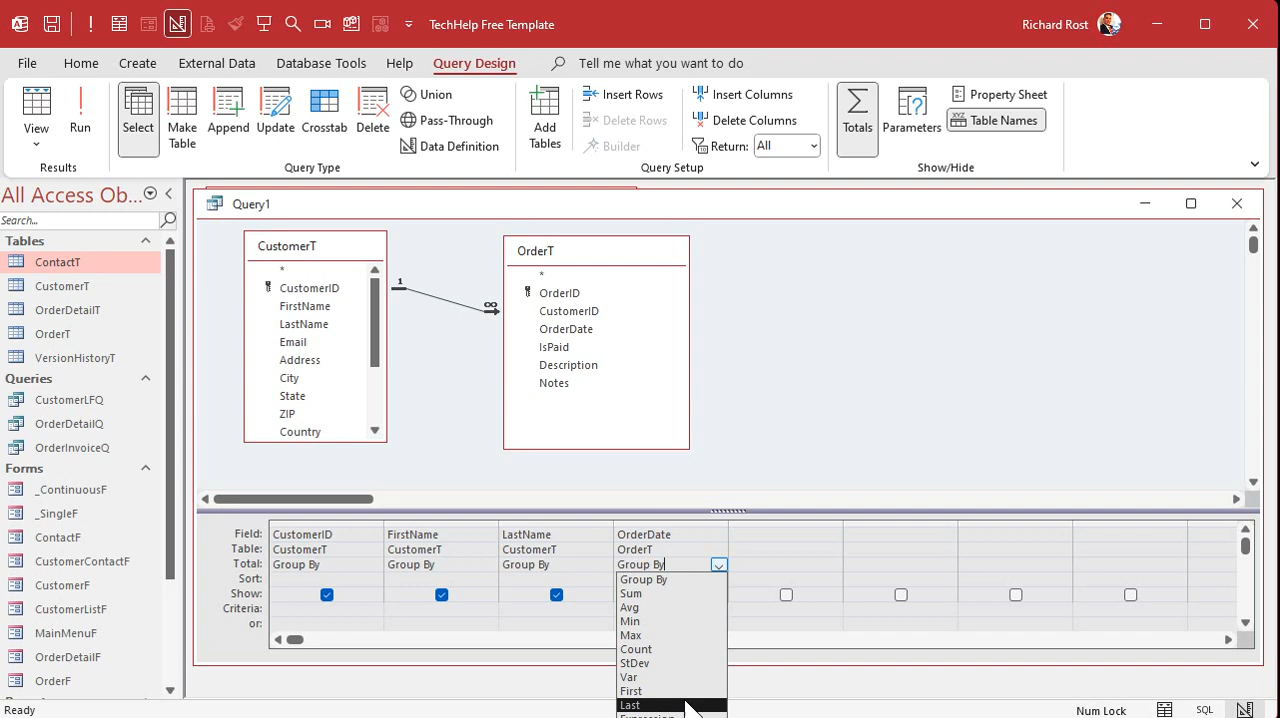 TechHelp Free Template
Richard Rost
File Home Create External Data Database Tools Help Query Design Tell me what you want to do
View
Run
Results
Select
Make Table
Append
Update
Crosstab
Delete
Union
Pass-Through
Data Definition
Query Type
Add Tables
Insert Rows
Delete Rows
Builder
Insert Columns
Delete Columns
Return: All
Query Setup
Totals
Parameters
Property Sheet
XYZ Table Names
Show/Hide
All Access Ob...
Search...
Tables
ContactT
CustomerT
OrderDetailT
OrderT
VersionHistoryT
Queries
CustomerLFQ
OrderDetailQ
OrderInvoiceQ
Forms
_ContinuousF
_SingleF
ContactF
CustomerContactF
CustomerF
CustomerListF
MainMenuF
OrderDetailF
OrderF
Query1
CustomerT
*
CustomerID
FirstName
LastName
Email
Address
City
State
ZIP
Country
1
∞
OrderT
*
OrderID
CustomerID
OrderDate
IsPaid
Description
Notes
Field: CustomerID FirstName LastName OrderDate
Table: CustomerT CustomerT CustomerT OrderT
Total: Group By Group By Group By Group By
Sort:
Show:
Criteria:
or:
Group By
Sum
Avg
Min
Max
Count
StDev
Var
First
Last
Expression
Ready
Num Lock
SQL